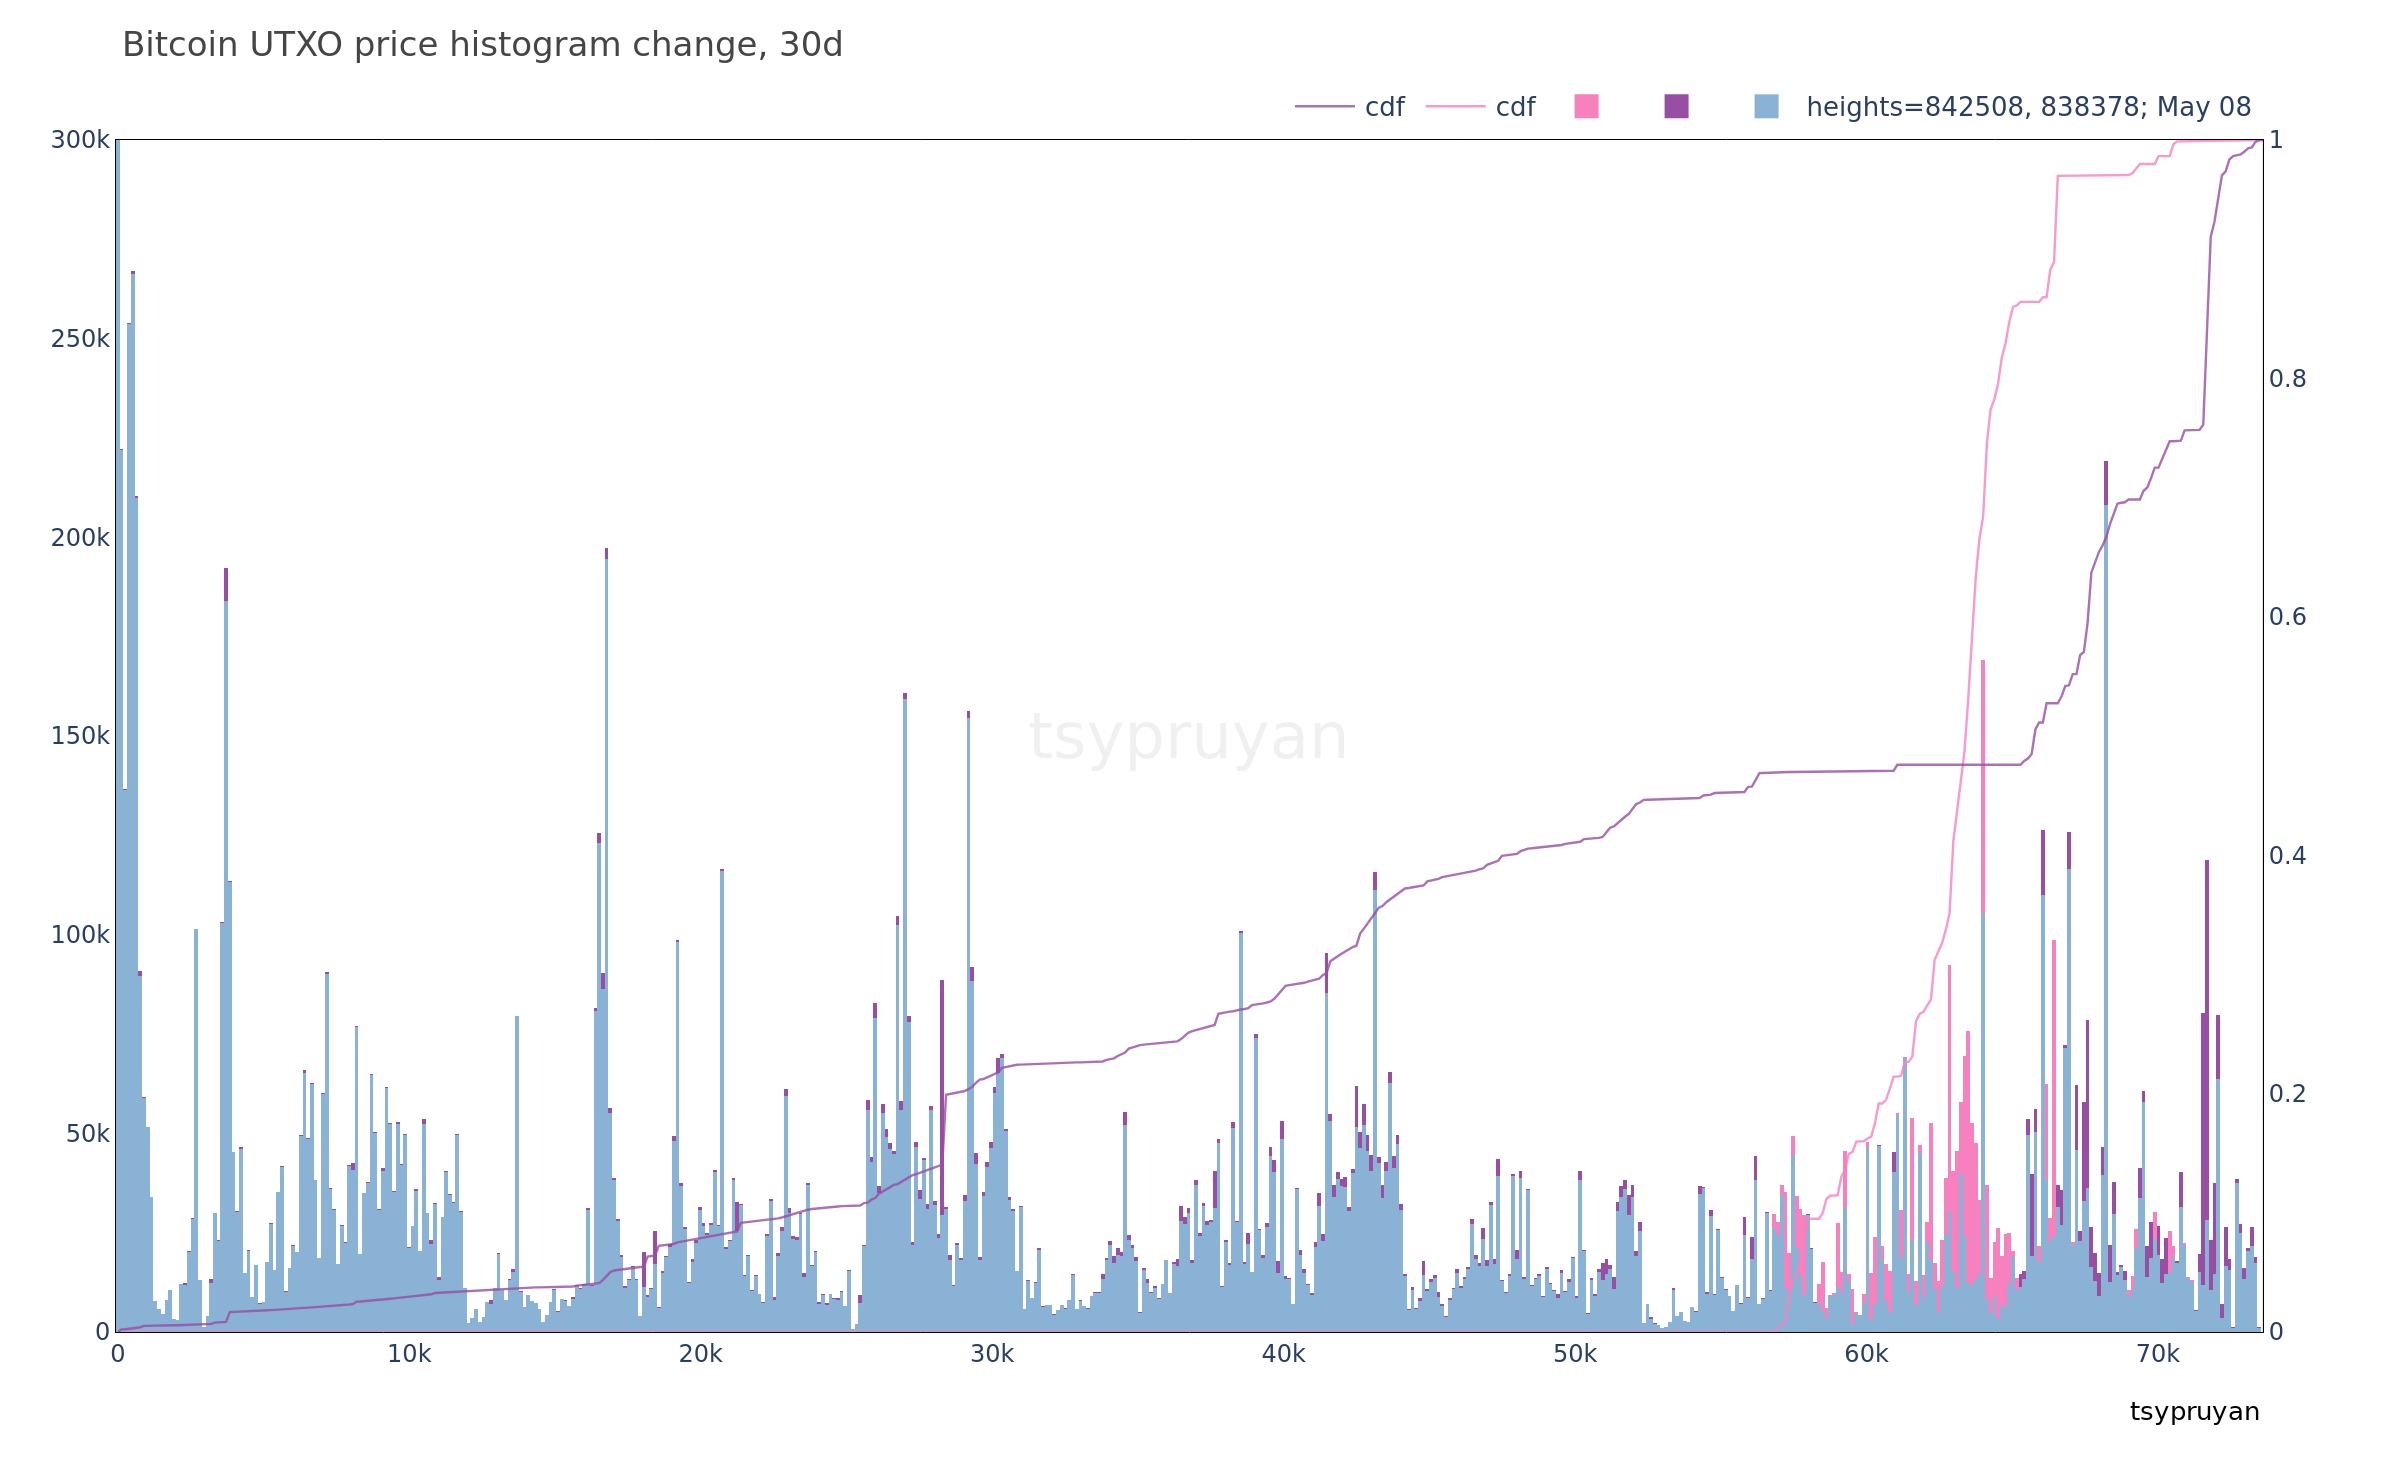 Bitcoin UTXO price histogram change, 30d
cdf cdf heights=842508, 838378; May 08
300k
250k
200k
150k
100k
50k
0
1
0.8
0.6
0.4
0.2
0
tsypruyan
0 10k 20k 30k 40k 50k 60k 70k
tsypruyan